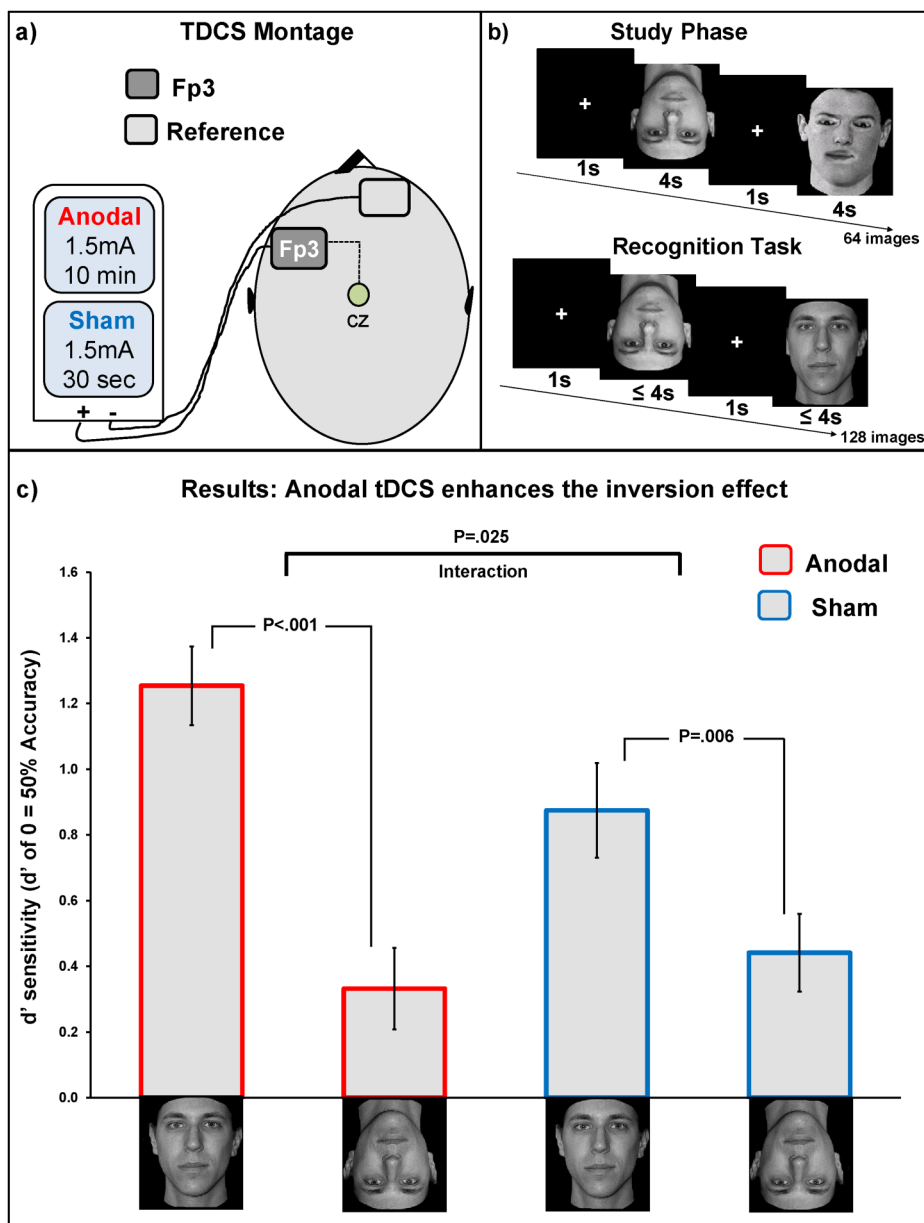 a)
TDCS Montage
Fp3
Reference
Anodal
1.5mA
10 min
Sham
1.5mA
30 sec
+ -
Fp3
CZ
b)
Study Phase
+
+
1s
4s
1s
4s
64 images
Recognition Task
+
+
1s
≤ 4s
1s
≤ 4s
128 images
c)
Results: Anodal tDCS enhances the inversion effect
P=.025
Interaction
Anodal
Sham
P<.001
P=.006
d' sensitivity (d' of 0 = 50% Accuracy)
1.6
1.4
1.2
1.0
0.8
0.6
0.4
0.2
0.0